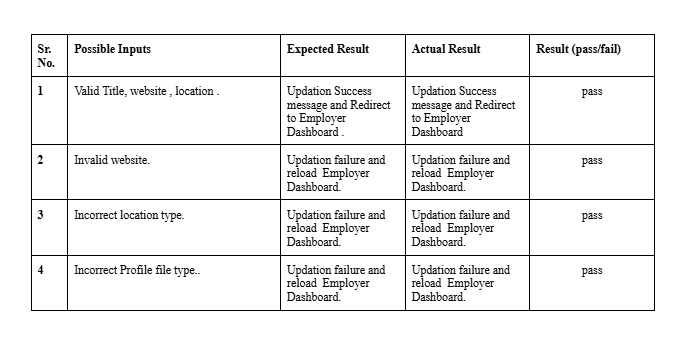 Sr. No. Possible Inputs Expected Result Actual Result Result (pass/fail)
1 Valid Title, website , location . Updation Success message and Redirect to Employer Dashboard . Updation Success message and Redirect to Employer Dashboard pass
2 Invalid website. Updation failure and reload Employer Dashboard. Updation failure and reload Employer Dashboard. pass
3 Incorrect location type. Updation failure and reload Employer Dashboard. Updation failure and reload Employer Dashboard. pass
4 Incorrect Profile file type.. Updation failure and reload Employer Dashboard. Updation failure and reload Employer Dashboard. pass